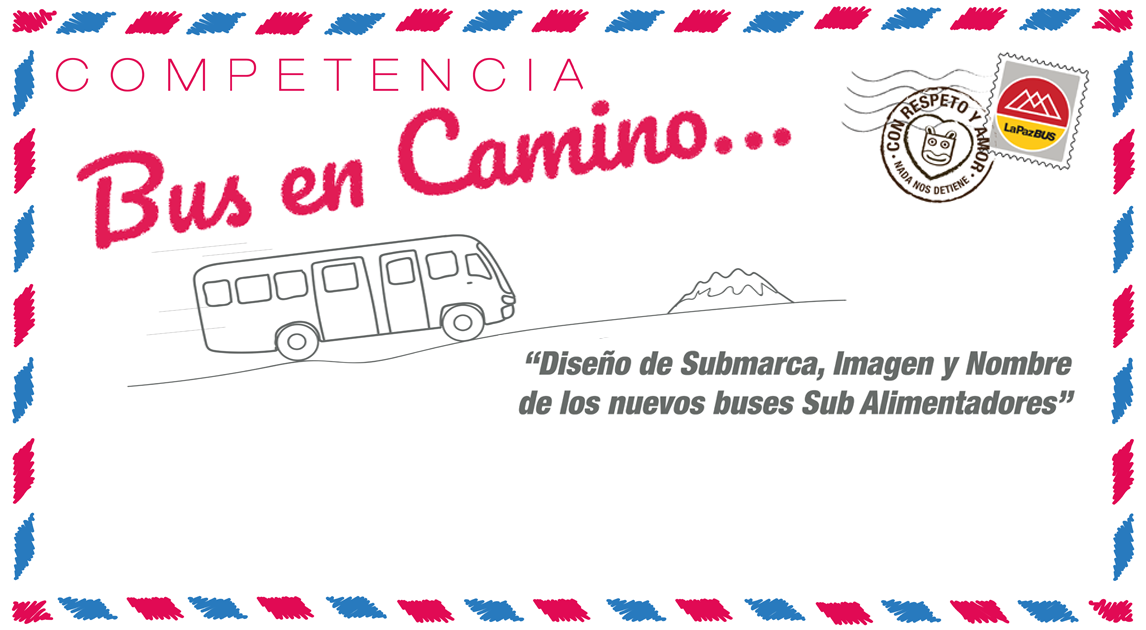 COMPETENCIA
Bus en Camino...
CON RESPETO Y AMOR
• NADA NOS DETIENE •
LaPazBUS
“Diseño de Submarca, Imagen y Nombre
de los nuevos buses Sub Alimentadores”